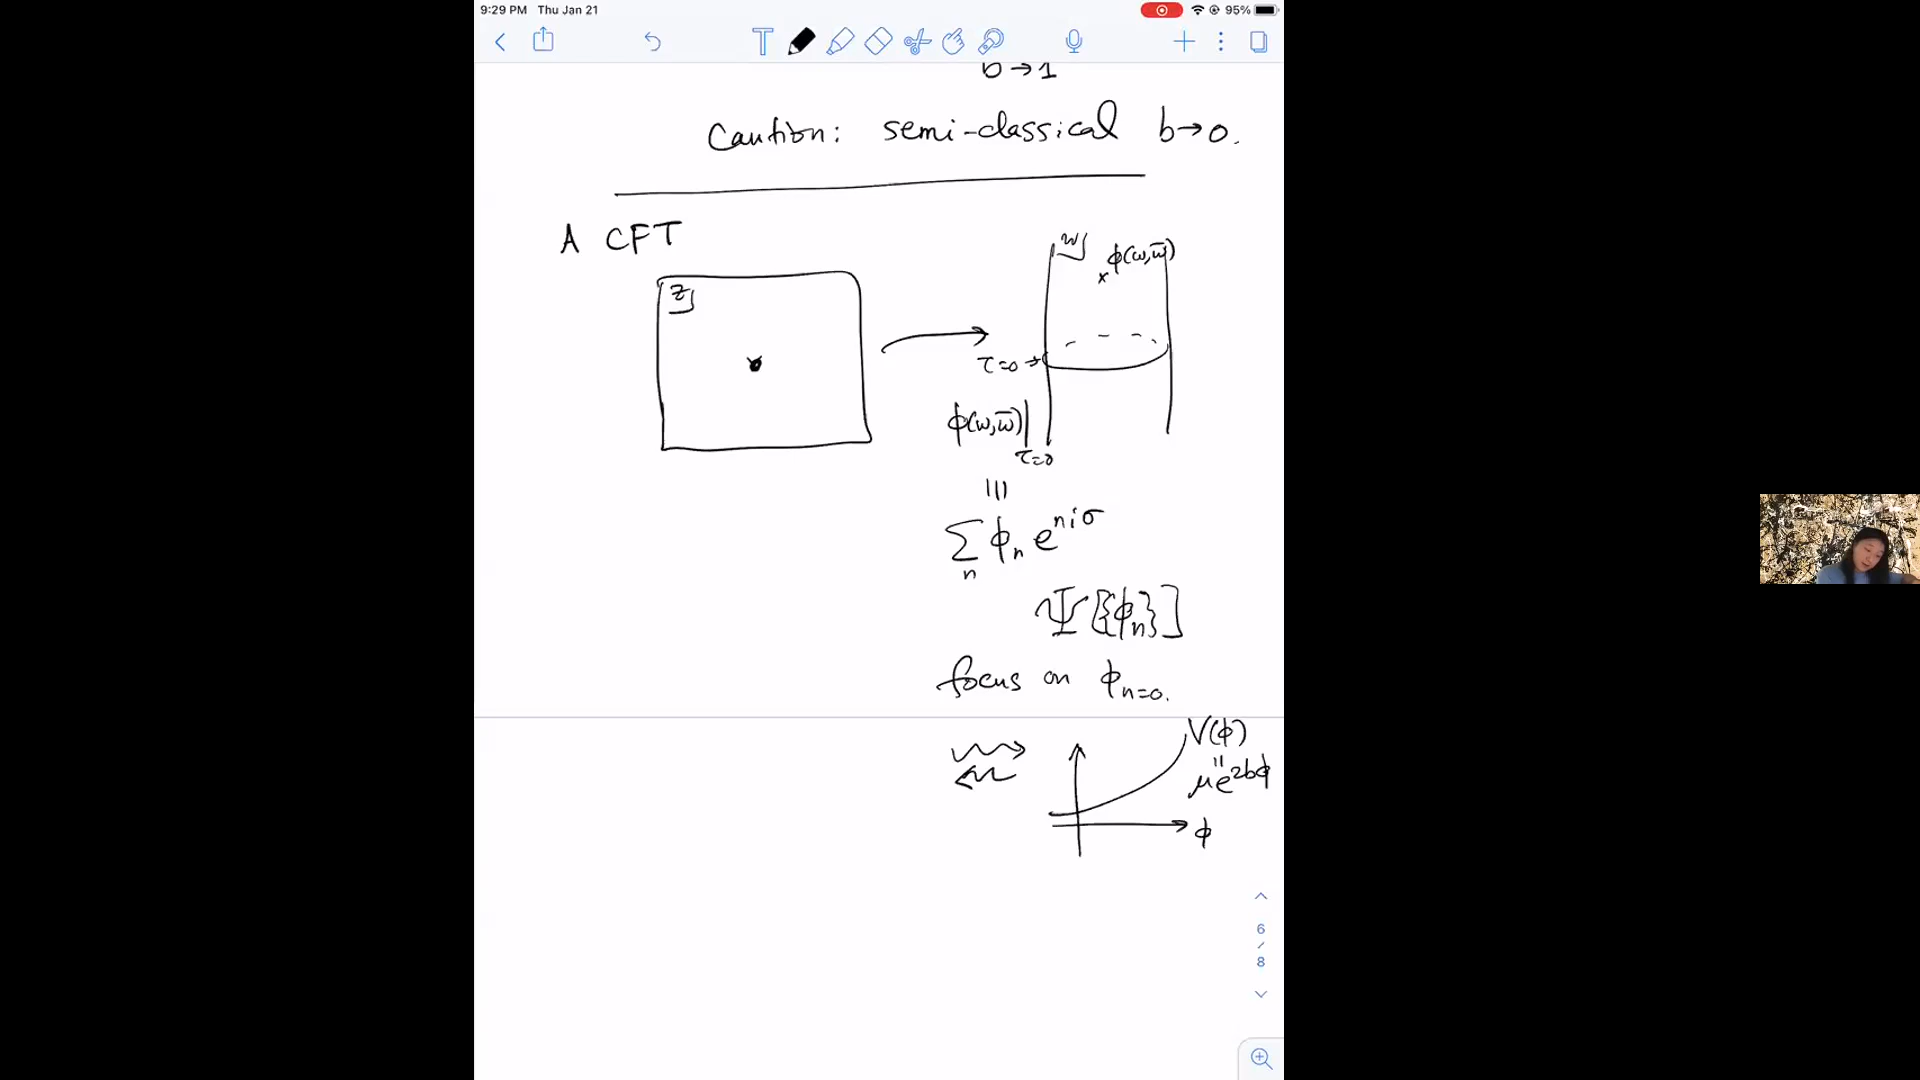 9:29 PM Thu Jan 21
95%
b→1
Caution: semi-classical b→0.
A CFT
z
w
ϕ(w,w̄)
×
τ=0→
ϕ(w,w̄)|
τ=0
|||
∑ ϕₙ e^{niσ}
n
Ψ[{ϕₙ}]
focus on ϕₙ₌₀.
V(ϕ)
||
μe^{2bϕ}
ϕ
6
/
8